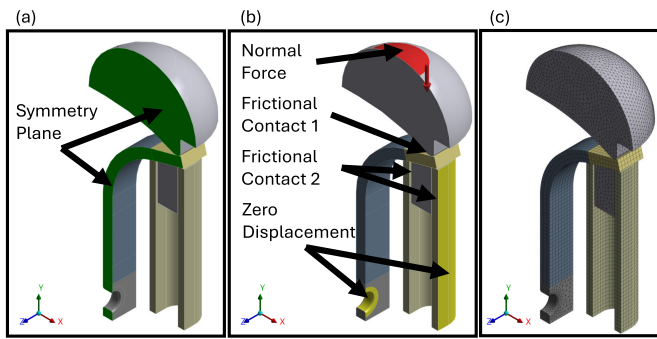 (a)
(b)
(c)
Symmetry
Plane
Normal
Force
Frictional
Contact 1
Frictional
Contact 2
Zero
Displacement
Y
Z
X
Y
Z
X
Y
Z
X